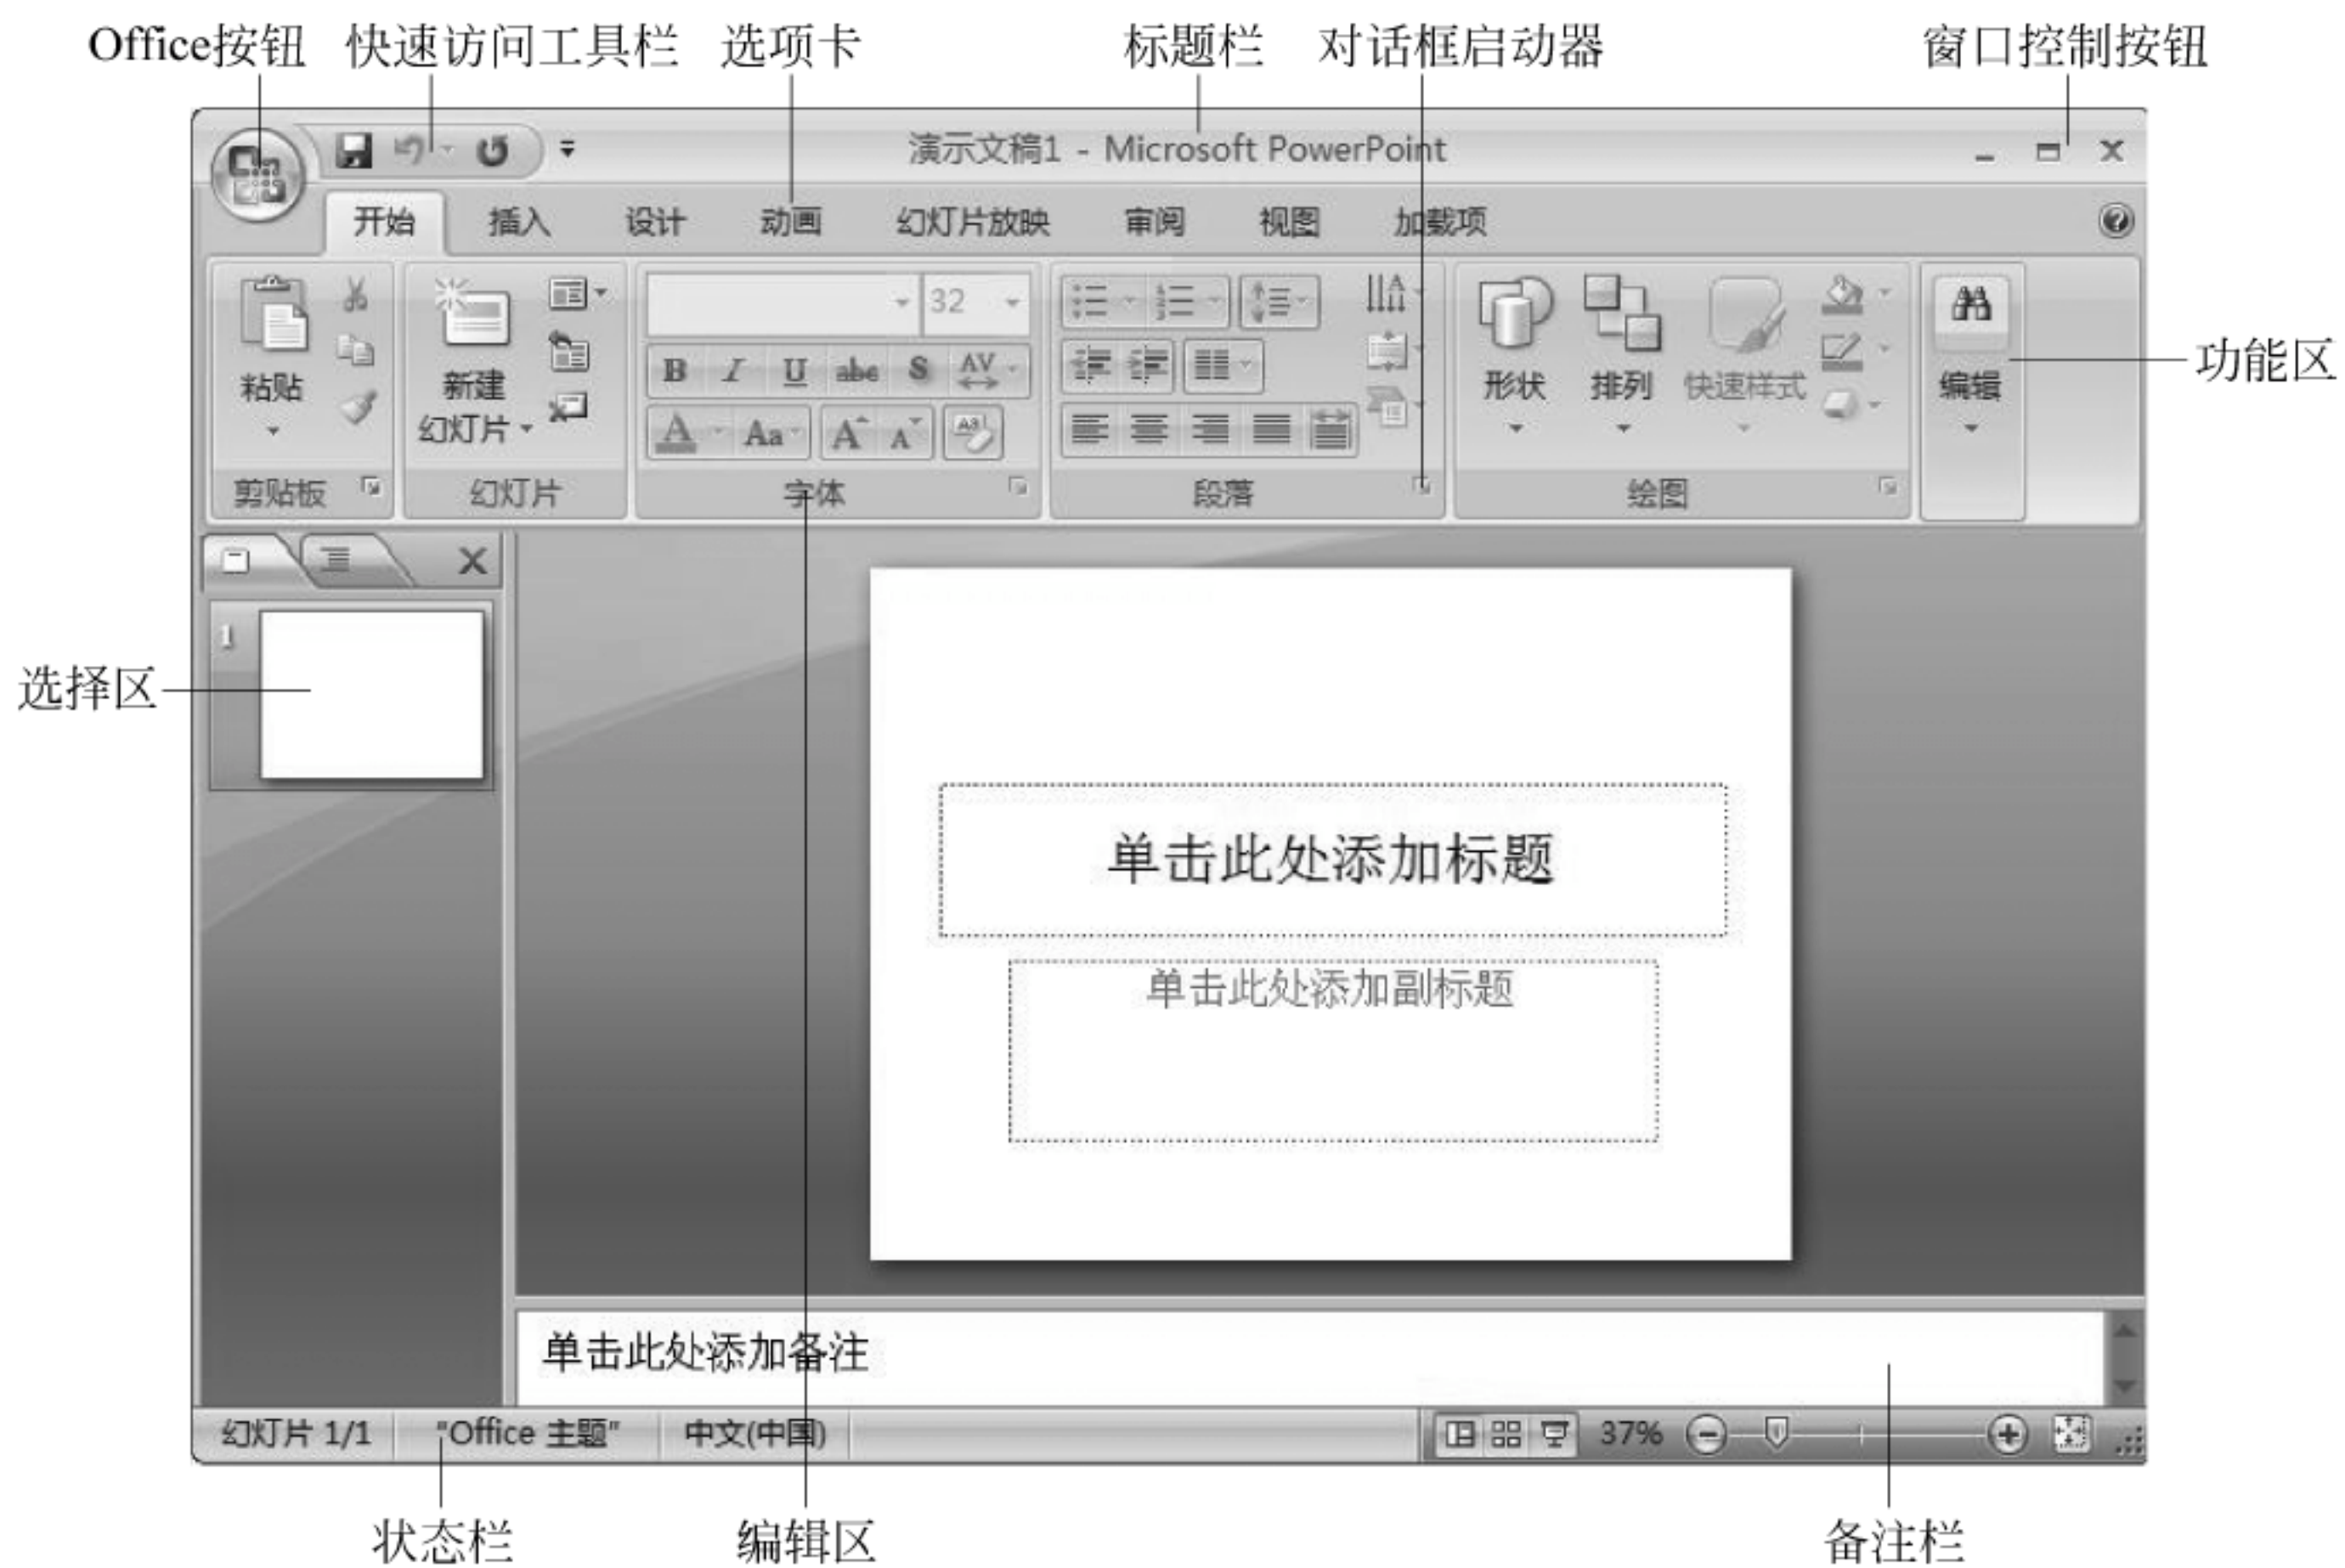 Office按钮 快速访问工具栏 选项卡 标题栏 对话框启动器 窗口控制按钮
演示文稿1 - Microsoft PowerPoint
开始 插入 设计 动画 幻灯片放映 审阅 视图 加载项
32
B I U abc S AV
A Aa A A
粘贴 新建 形状 排列 快速样式 编辑
幻灯片
功能区
剪贴板 幻灯片 字体 段落 绘图
1
选择区
单击此处添加标题
单击此处添加副标题
单击此处添加备注
幻灯片 1/1 "Office 主题" 中文(中国) 37%
状态栏 编辑区 备注栏